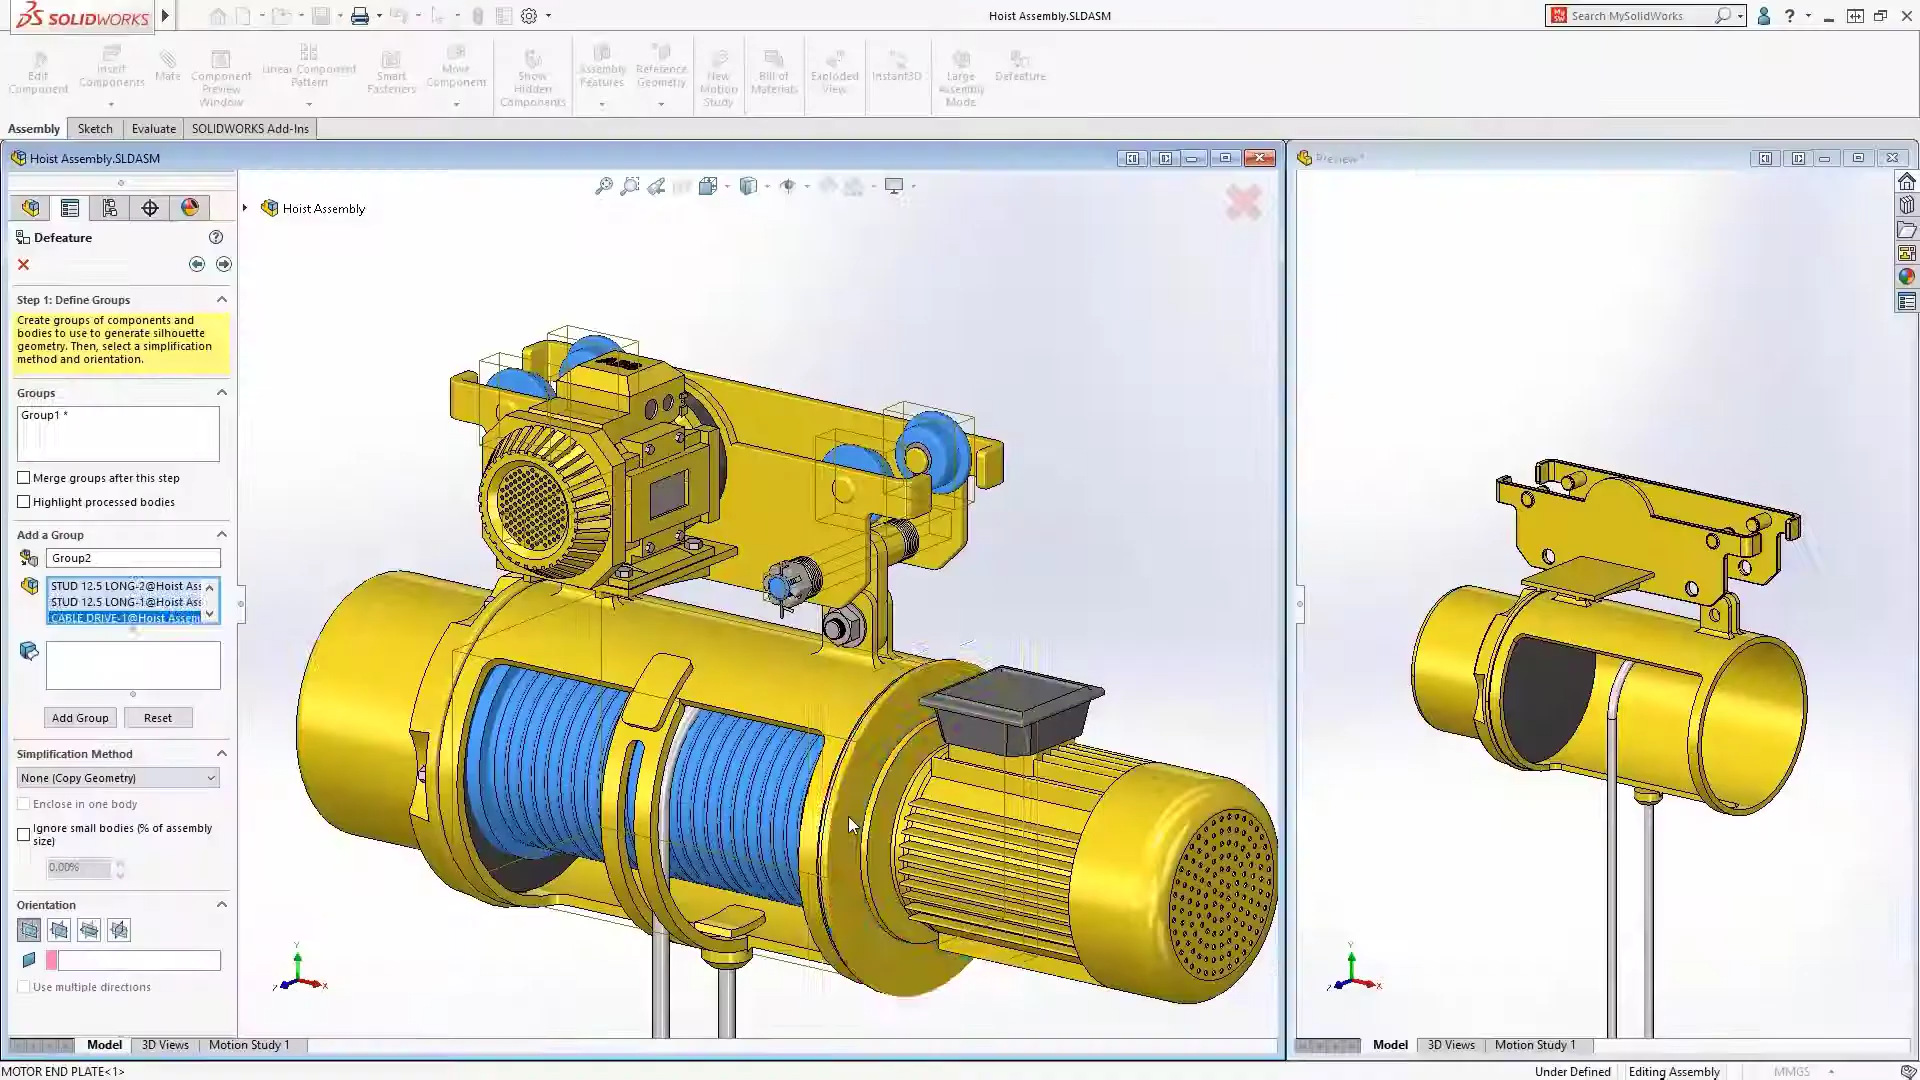 SOLIDWORKS
Hoist Assembly.SLDASM
Search MySolidWorks
Edit Component
Insert Components
Mate
Component Preview Window
Linear Component Pattern
Smart Fasteners
Move Component
Show Hidden Components
Assembly Features
Reference Geometry
New Motion Study
Bill of Materials
Exploded View
Instant3D
Large Assembly Mode
Defeature
Assembly
Sketch
Evaluate
SOLIDWORKS Add-Ins
Hoist Assembly.SLDASM
Preview *
Hoist Assembly
Defeature
Step 1: Define Groups
Create groups of components and
bodies to use to generate silhouette
geometry. Then, select a simplification
method and orientation.
Groups
Group1 *
Merge groups after this step
Highlight processed bodies
Add a Group
Group2
STUD 12.5 LONG-2@Hoist Ass
STUD 12.5 LONG-1@Hoist Ass
CABLE DRIVE-1@Hoist Assem
Add Group
Reset
Simplification Method
None (Copy Geometry)
Enclose in one body
Ignore small bodies (% of assembly
size)
0.00%
Orientation
Use multiple directions
Y
X
Z
Y
X
Z
Model
3D Views
Motion Study 1
Model
3D Views
Motion Study 1
MOTOR END PLATE<1>
Under Defined
Editing Assembly
MMGS